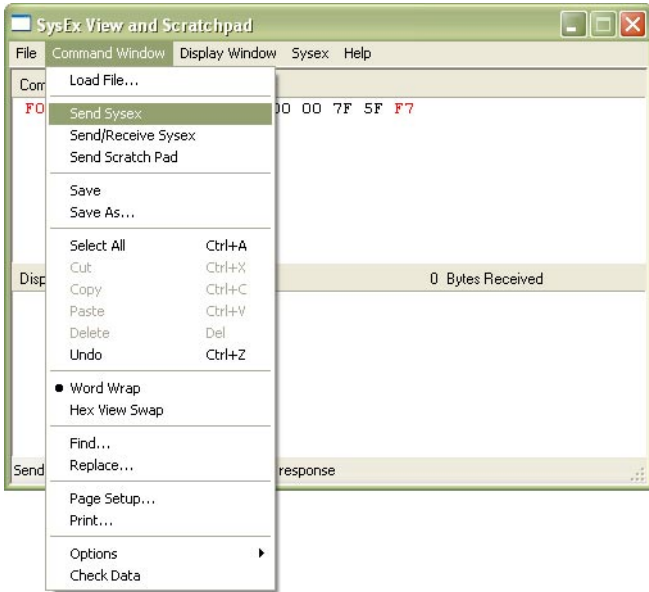 SysEx View and Scratchpad
File Command Window Display Window Sysex Help
Com
Load File...
F0 00 00 7F 5F F7
Send Sysex
Send/Receive Sysex
Send Scratch Pad
Save
Save As...
Select All Ctrl+A
Cut Ctrl+X
Disp 0 Bytes Received
Copy Ctrl+C
Paste Ctrl+V
Delete Del
Undo Ctrl+Z
Word Wrap
Hex View Swap
Find...
Replace...
Send response
Page Setup...
Print...
Options
Check Data